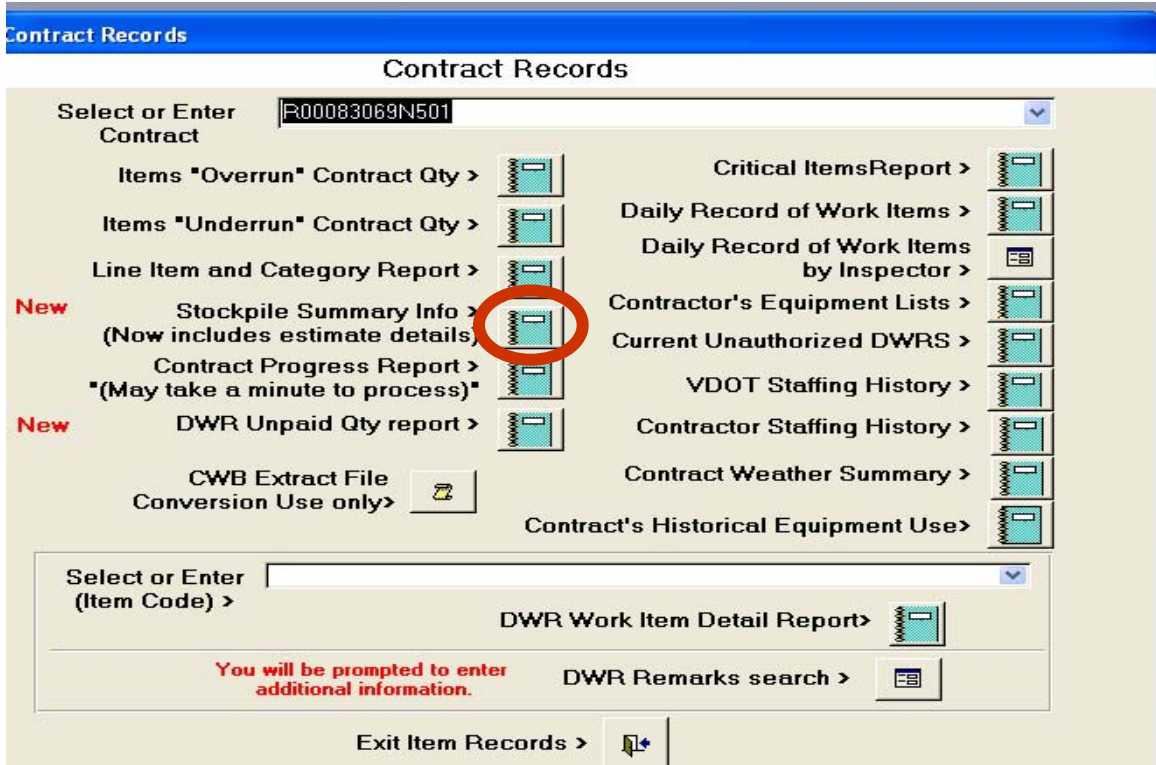 Contract Records
Contract Records
Select or Enter
Contract
R00083069N501
Items "Overrun" Contract Qty >
Items "Underrun" Contract Qty >
Line Item and Category Report >
New
Stockpile Summary Info >
(Now includes estimate details)
Contract Progress Report >
"(May take a minute to process)"
New
DWR Unpaid Qty report >
CWB Extract File
Conversion Use only>
Critical ItemsReport >
Daily Record of Work Items >
Daily Record of Work Items
by Inspector >
Contractor's Equipment Lists >
Current Unauthorized DWRS >
VDOT Staffing History >
Contractor Staffing History >
Contract Weather Summary >
Contract's Historical Equipment Use>
Select or Enter
(Item Code) >
DWR Work Item Detail Report>
You will be prompted to enter
additional information.
DWR Remarks search >
Exit Item Records >